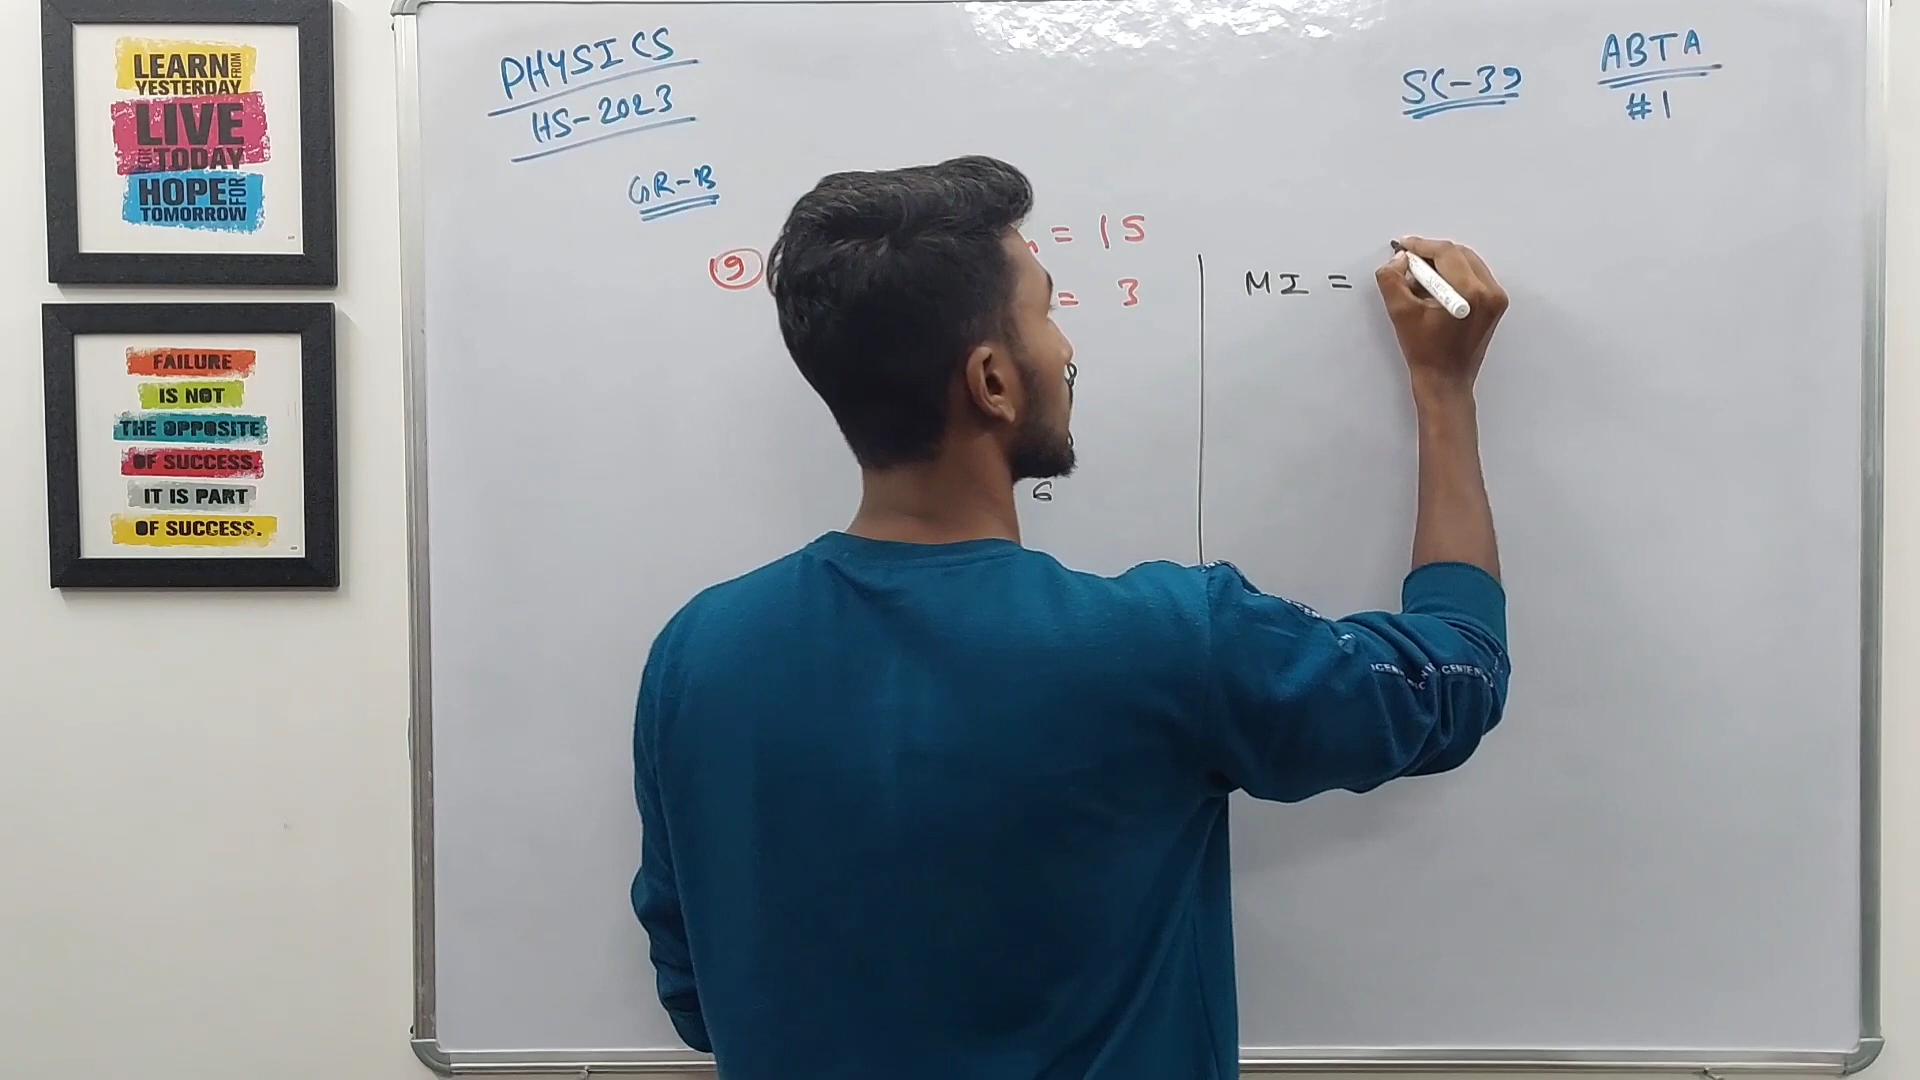 LEARN FROM
YESTERDAY
LIVE
FOR TODAY
HOPE FOR
TOMORROW
FAILURE
IS NOT
THE OPPOSITE
OF SUCCESS.
IT IS PART
OF SUCCESS.
PHYSICS
HS-2023
GR-B
SC-39
ABTA
#1
9
= 15
= 3
6
MI =